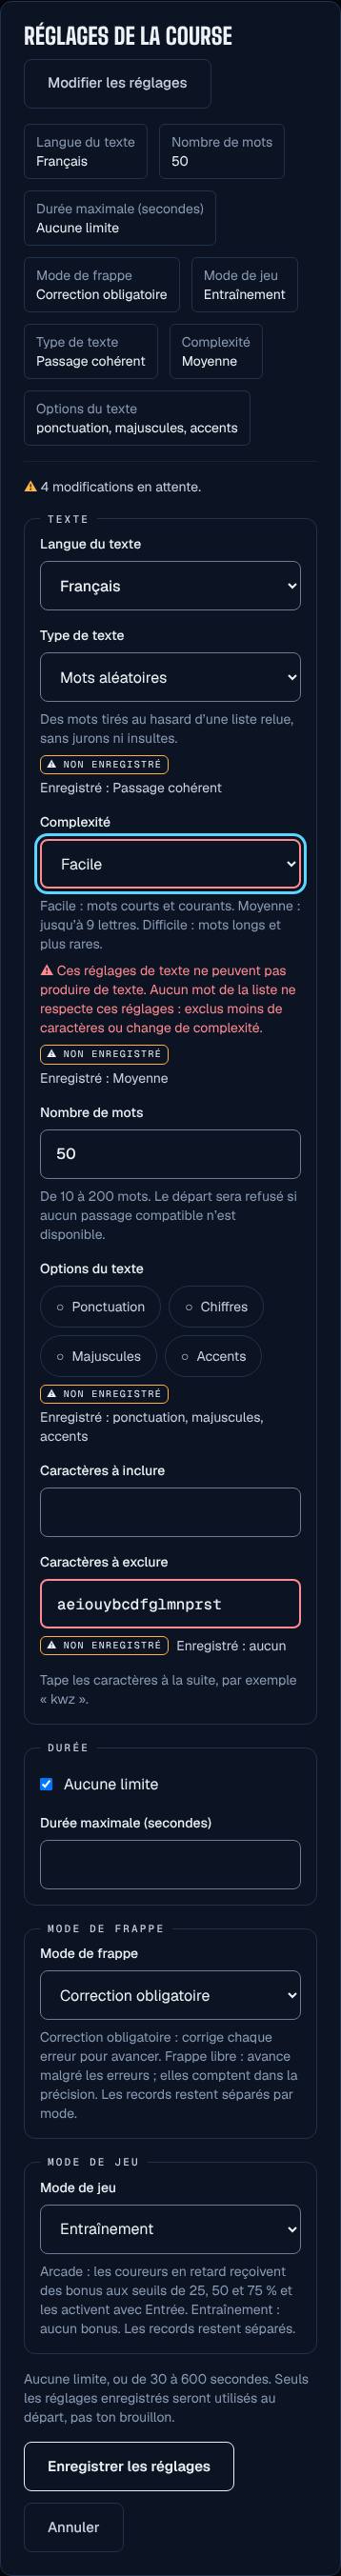 RÉGLAGES DE LA COURSE
Modifier les réglages
Langue du texte
Français
Nombre de mots
50
Durée maximale (secondes)
Aucune limite
Mode de frappe
Correction obligatoire
Mode de jeu
Entraînement
Type de texte
Passage cohérent
Complexité
Moyenne
Options du texte
ponctuation, majuscules, accents
⚠ 4 modifications en attente.
TEXTE
Langue du texte
Français
Type de texte
Mots aléatoires
Des mots tirés au hasard d’une liste relue,
sans jurons ni insultes.
⚠ NON ENREGISTRÉ
Enregistré : Passage cohérent
Complexité
Facile
Facile : mots courts et courants. Moyenne :
jusqu’à 9 lettres. Difficile : mots longs et
plus rares.
⚠ Ces réglages de texte ne peuvent pas
produire de texte. Aucun mot de la liste ne
respecte ces réglages : exclus moins de
caractères ou change de complexité.
⚠ NON ENREGISTRÉ
Enregistré : Moyenne
Nombre de mots
50
De 10 à 200 mots. Le départ sera refusé si
aucun passage compatible n’est
disponible.
Options du texte
○ Ponctuation
○ Chiffres
○ Majuscules
○ Accents
⚠ NON ENREGISTRÉ
Enregistré : ponctuation, majuscules,
accents
Caractères à inclure
Caractères à exclure
aeiouybcdfglmnprst
⚠ NON ENREGISTRÉ Enregistré : aucun
Tape les caractères à la suite, par exemple
« kwz ».
DURÉE
Aucune limite
Durée maximale (secondes)
MODE DE FRAPPE
Mode de frappe
Correction obligatoire
Correction obligatoire : corrige chaque
erreur pour avancer. Frappe libre : avance
malgré les erreurs ; elles comptent dans la
précision. Les records restent séparés par
mode.
MODE DE JEU
Mode de jeu
Entraînement
Arcade : les coureurs en retard reçoivent
des bonus aux seuils de 25, 50 et 75 % et
les activent avec Entrée. Entraînement :
aucun bonus. Les records restent séparés.
Aucune limite, ou de 30 à 600 secondes. Seuls
les réglages enregistrés seront utilisés au
départ, pas ton brouillon.
Enregistrer les réglages
Annuler